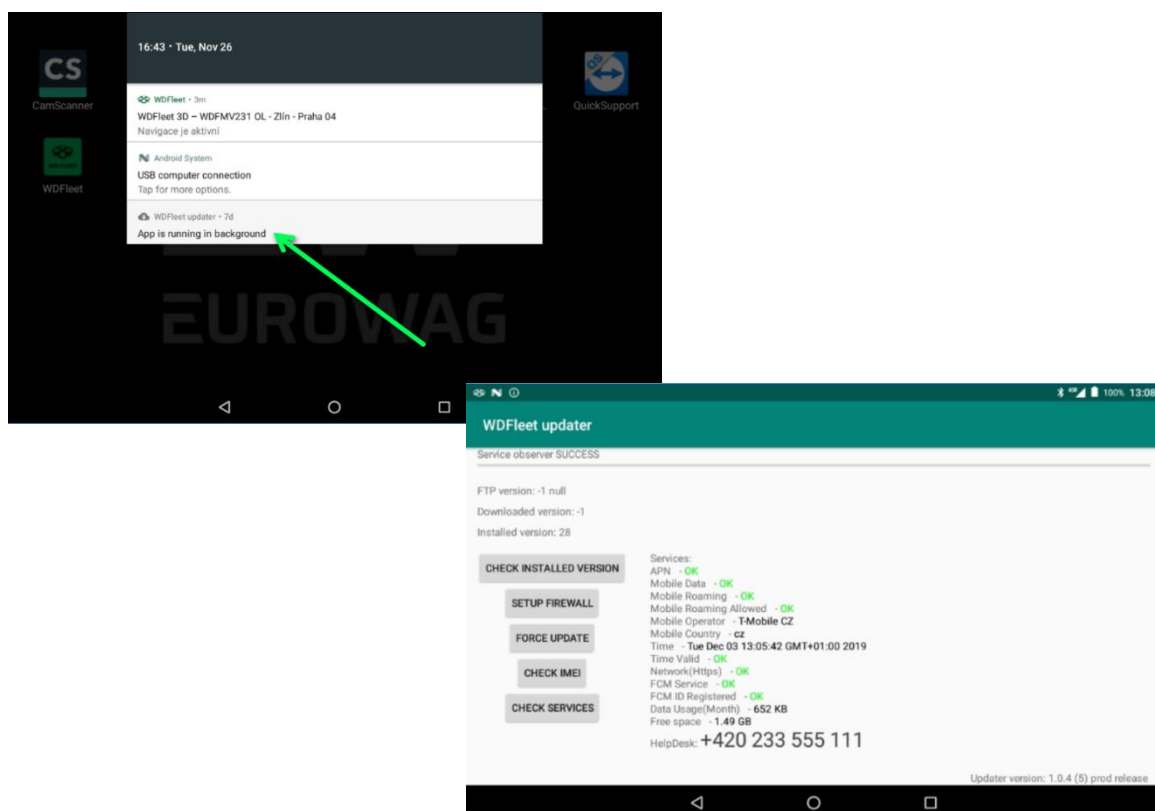 16:43 • Tue, Nov 26
CS
CamScanner
WDFleet
QuickSupport
WDFleet • 3m
WDFleet 3D – WDFMV231 OL - Zlín - Praha 04
Navigace je aktivní
Android System
USB computer connection
Tap for more options.
WDFleet updater • 7d
App is running in background
EUROWAG
100% 13:08
WDFleet updater
Service observer SUCCESS
FTP version: -1 null
Downloaded version: -1
Installed version: 28
CHECK INSTALLED VERSION
SETUP FIREWALL
FORCE UPDATE
CHECK IMEI
CHECK SERVICES
Services:
APN - OK
Mobile Data - OK
Mobile Roaming - OK
Mobile Roaming Allowed - OK
Mobile Operator - T-Mobile CZ
Mobile Country - cz
Time - Tue Dec 03 13:05:42 GMT+01:00 2019
Time Valid - OK
Network(Https) - OK
FCM Service - OK
FCM ID Registered - OK
Data Usage(Month) - 652 KB
Free space - 1.49 GB
HelpDesk: +420 233 555 111
Updater version: 1.0.4 (5) prod release